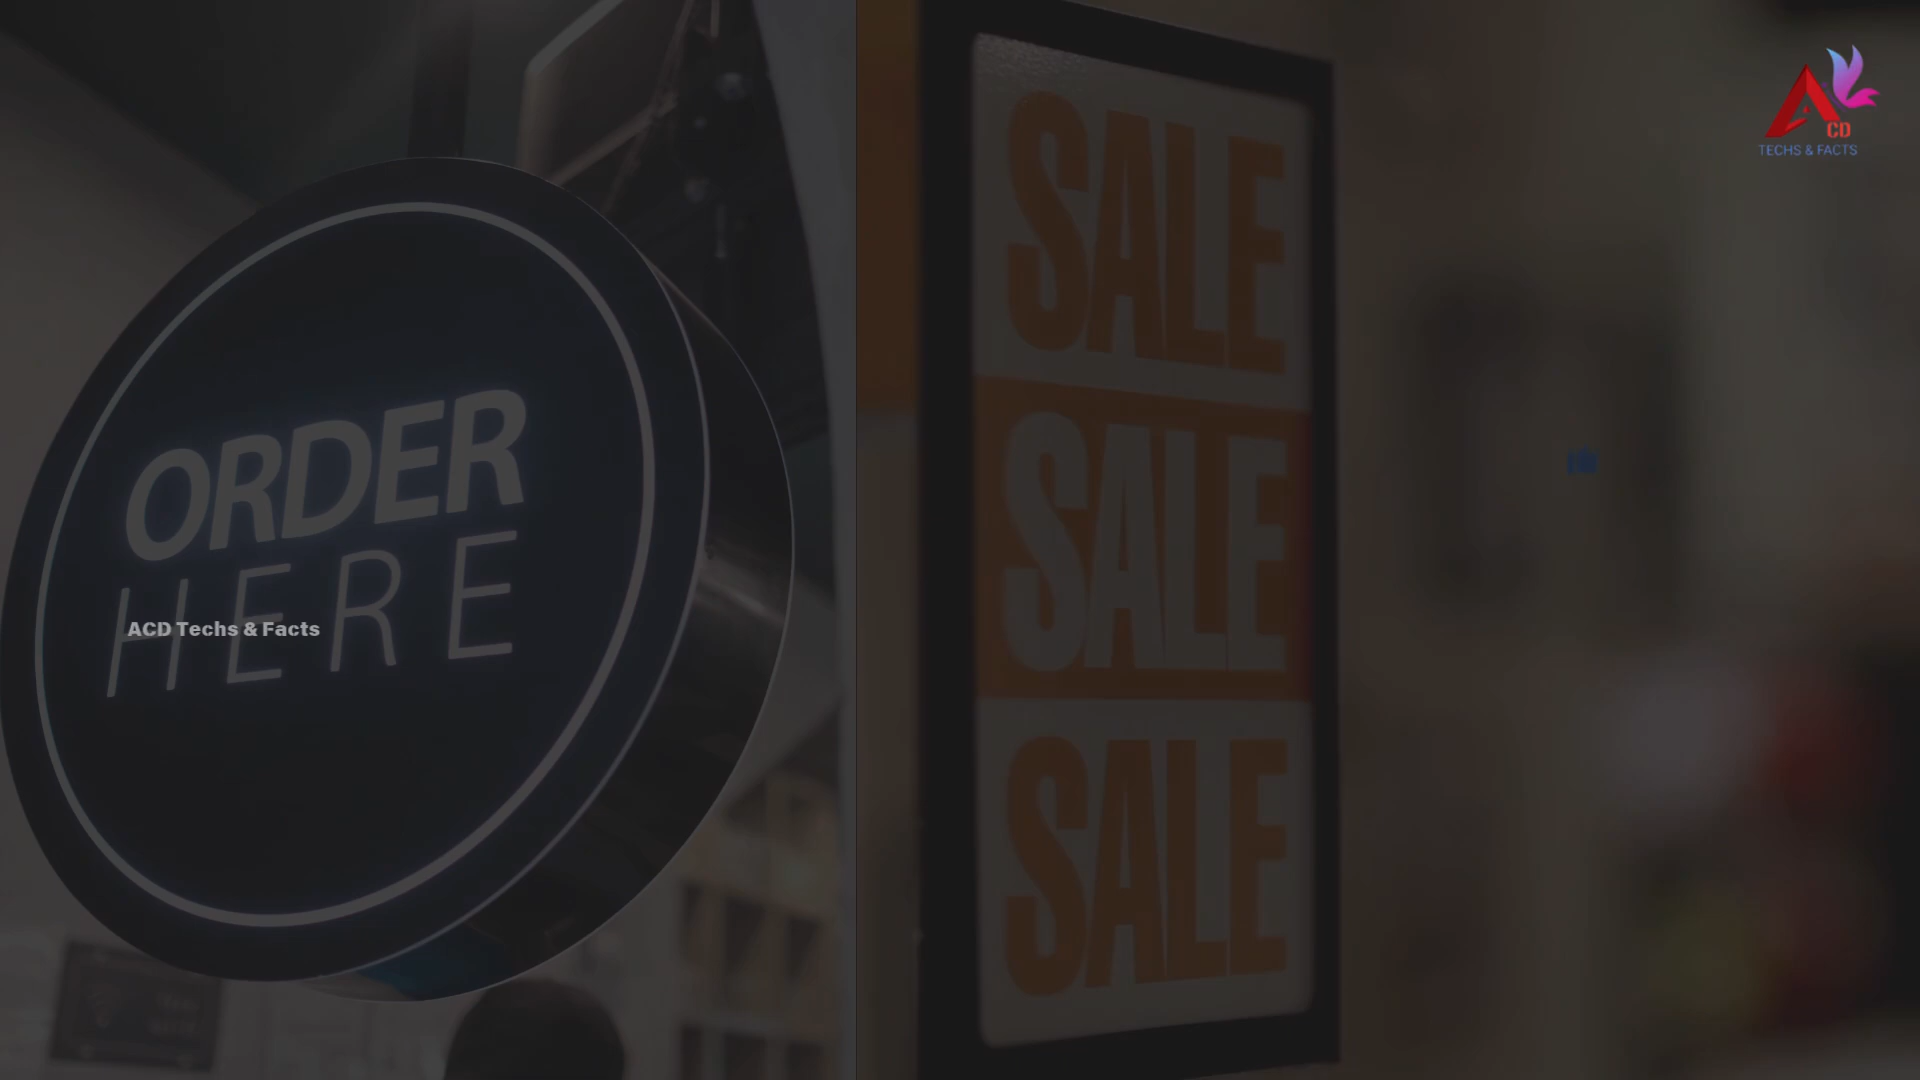 ORDER
HERE
ACD Techs & Facts
SALE
SALE
SALE
CD
TECHS & FACTS